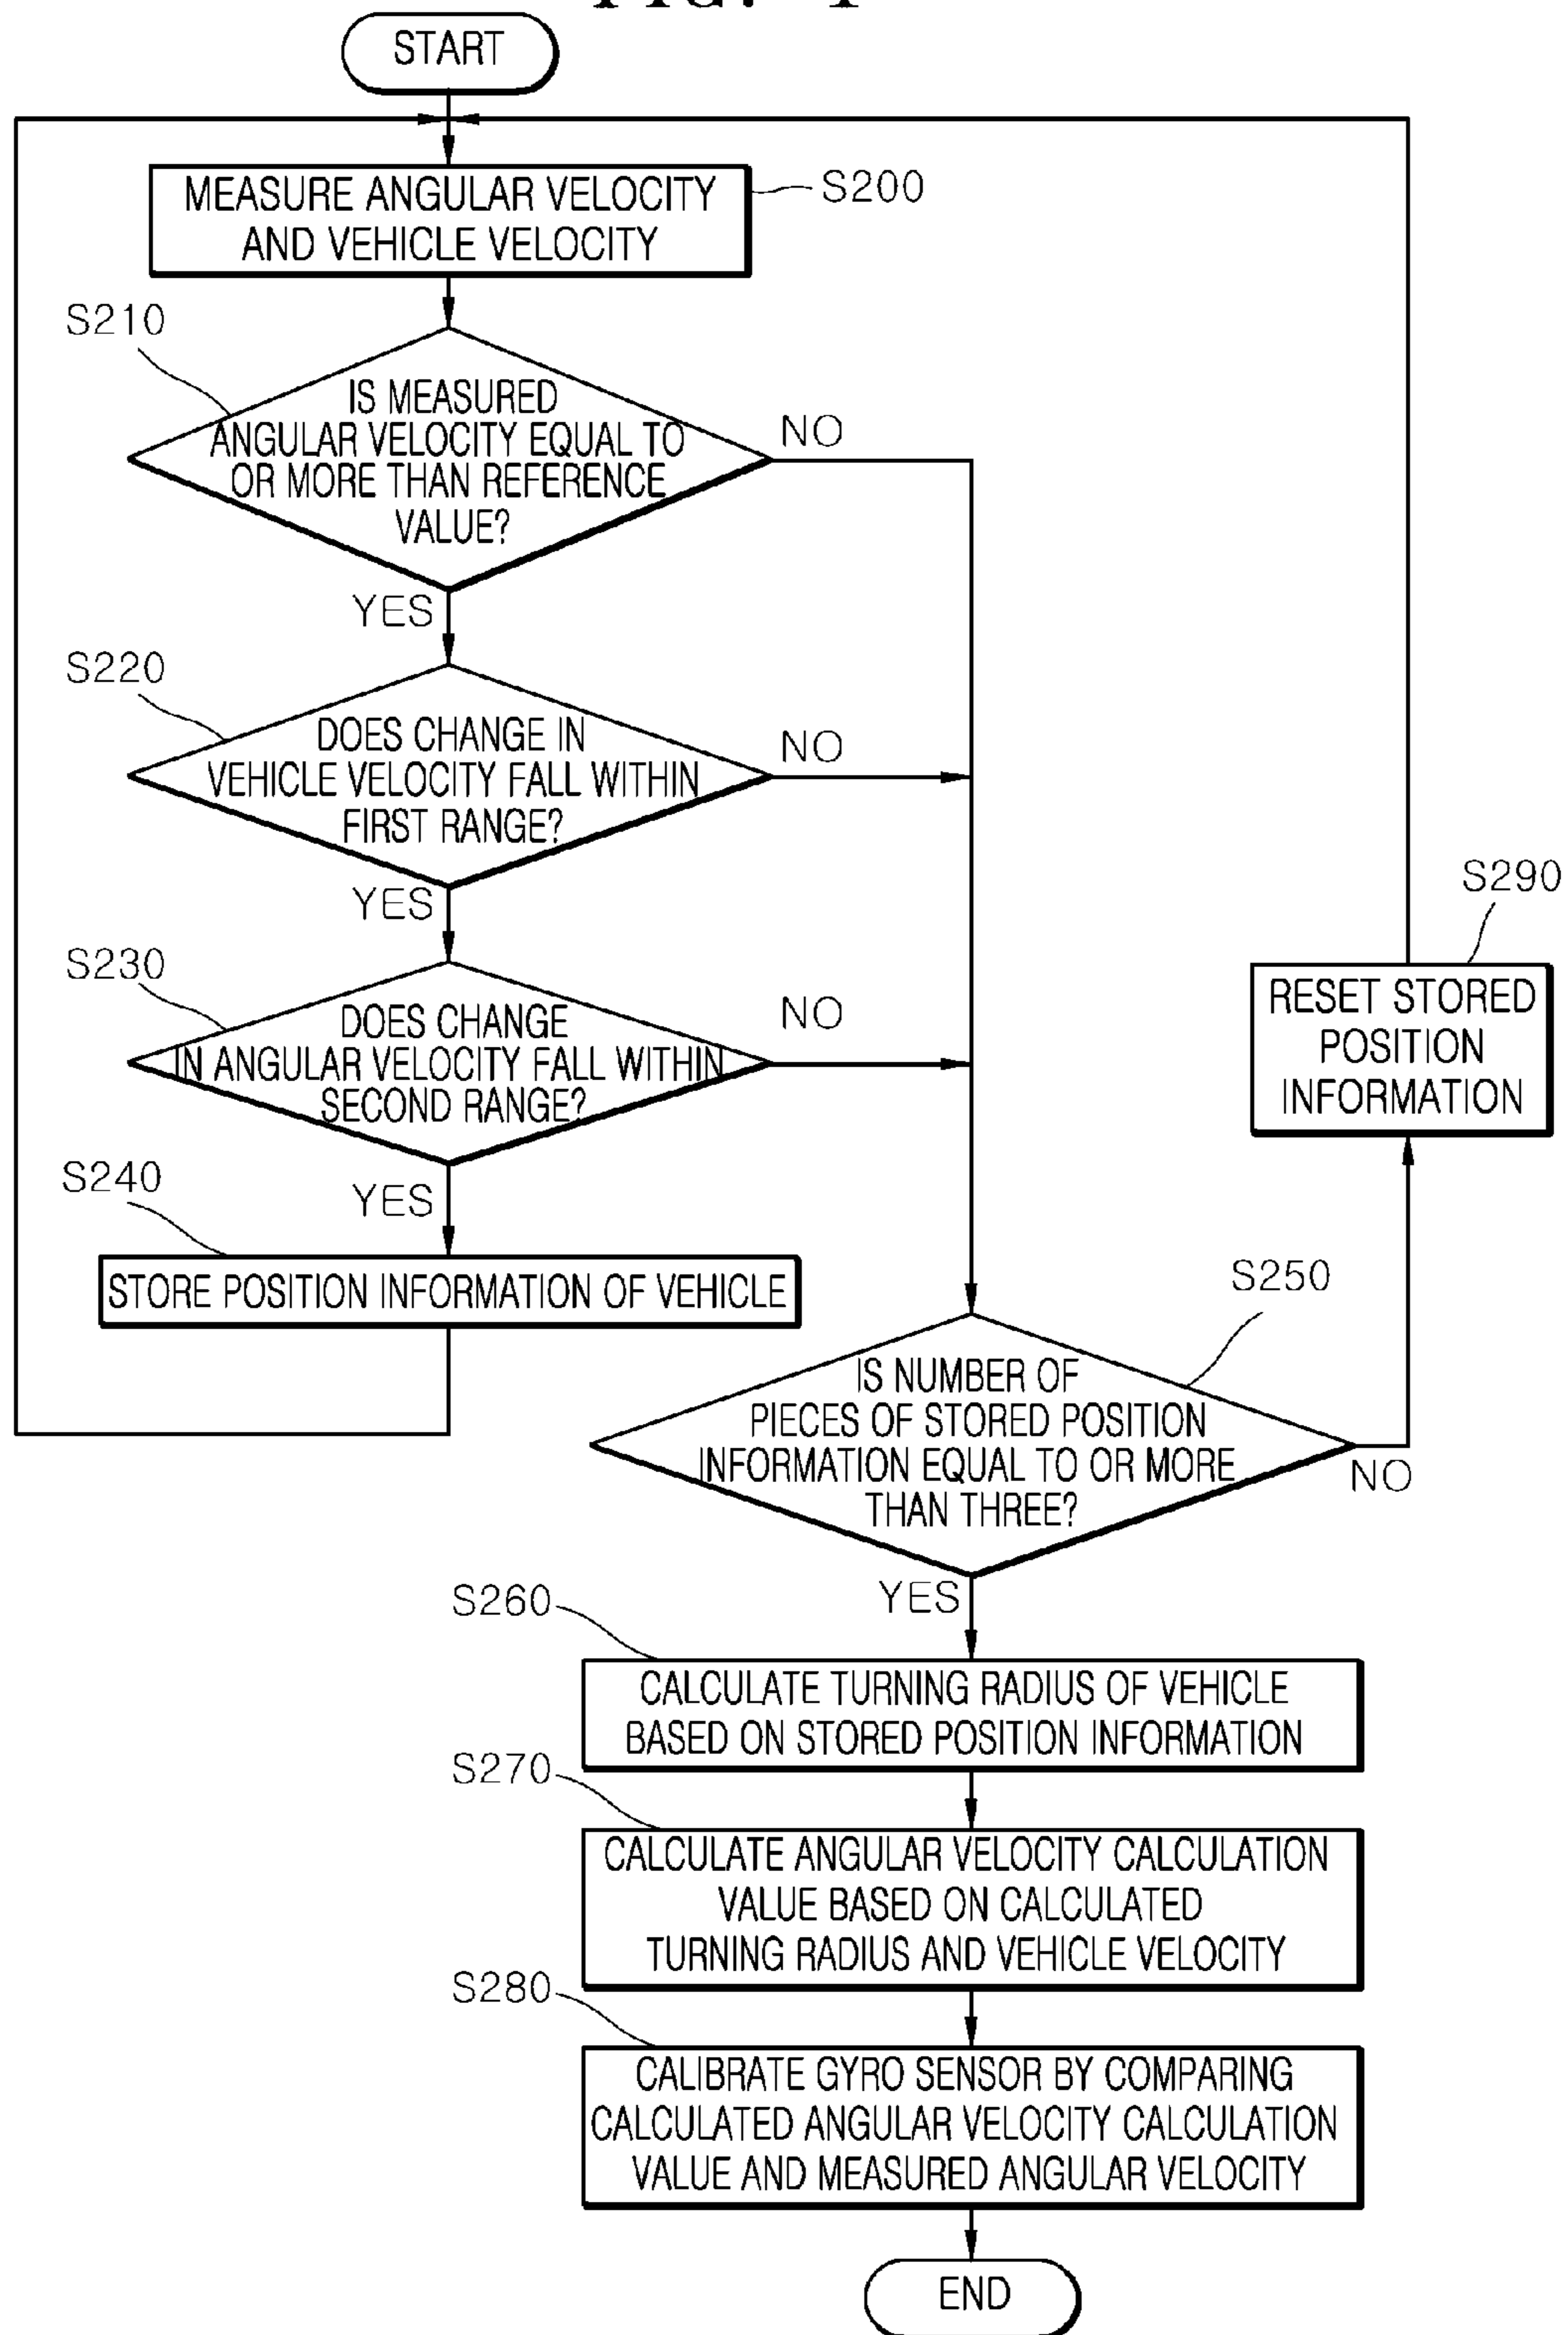 START
MEASURE ANGULAR VELOCITY
AND VEHICLE VELOCITY
S200
S210
IS MEASURED
ANGULAR VELOCITY EQUAL TO
OR MORE THAN REFERENCE
VALUE?
NO
YES
S220
DOES CHANGE IN
VEHICLE VELOCITY FALL WITHIN
FIRST RANGE?
NO
YES
S230
DOES CHANGE
IN ANGULAR VELOCITY FALL WITHIN
SECOND RANGE?
NO
YES
S290
RESET STORED
POSITION
INFORMATION
S240
STORE POSITION INFORMATION OF VEHICLE
S250
IS NUMBER OF
PIECES OF STORED POSITION
INFORMATION EQUAL TO OR MORE
THAN THREE?
NO
YES
S260
CALCULATE TURNING RADIUS OF VEHICLE
BASED ON STORED POSITION INFORMATION
S270
CALCULATE ANGULAR VELOCITY CALCULATION
VALUE BASED ON CALCULATED
TURNING RADIUS AND VEHICLE VELOCITY
S280
CALIBRATE GYRO SENSOR BY COMPARING
CALCULATED ANGULAR VELOCITY CALCULATION
VALUE AND MEASURED ANGULAR VELOCITY
END